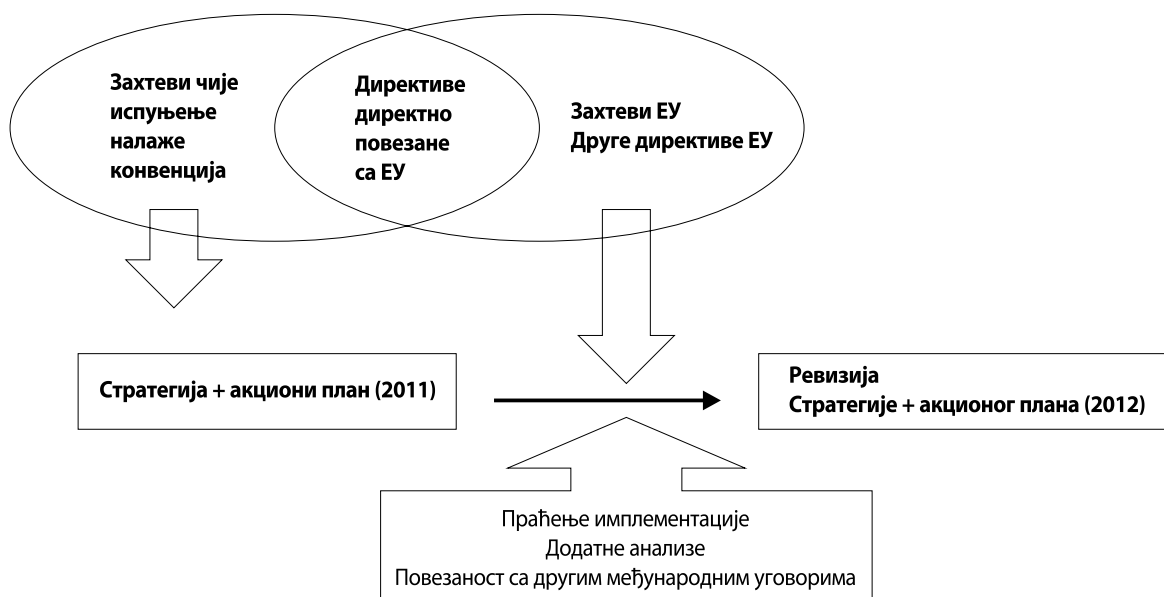 Захтеви чије
испуњење
налаже
конвенција
Директиве
директно
повезане
са ЕУ
Захтеви ЕУ
Друге директиве ЕУ
Стратегија + акциони план (2011)
Ревизија
Стратегије + акционог плана (2012)
Праћење имплементације
Додатне анализе
Повезаност са другим међународним уговорима